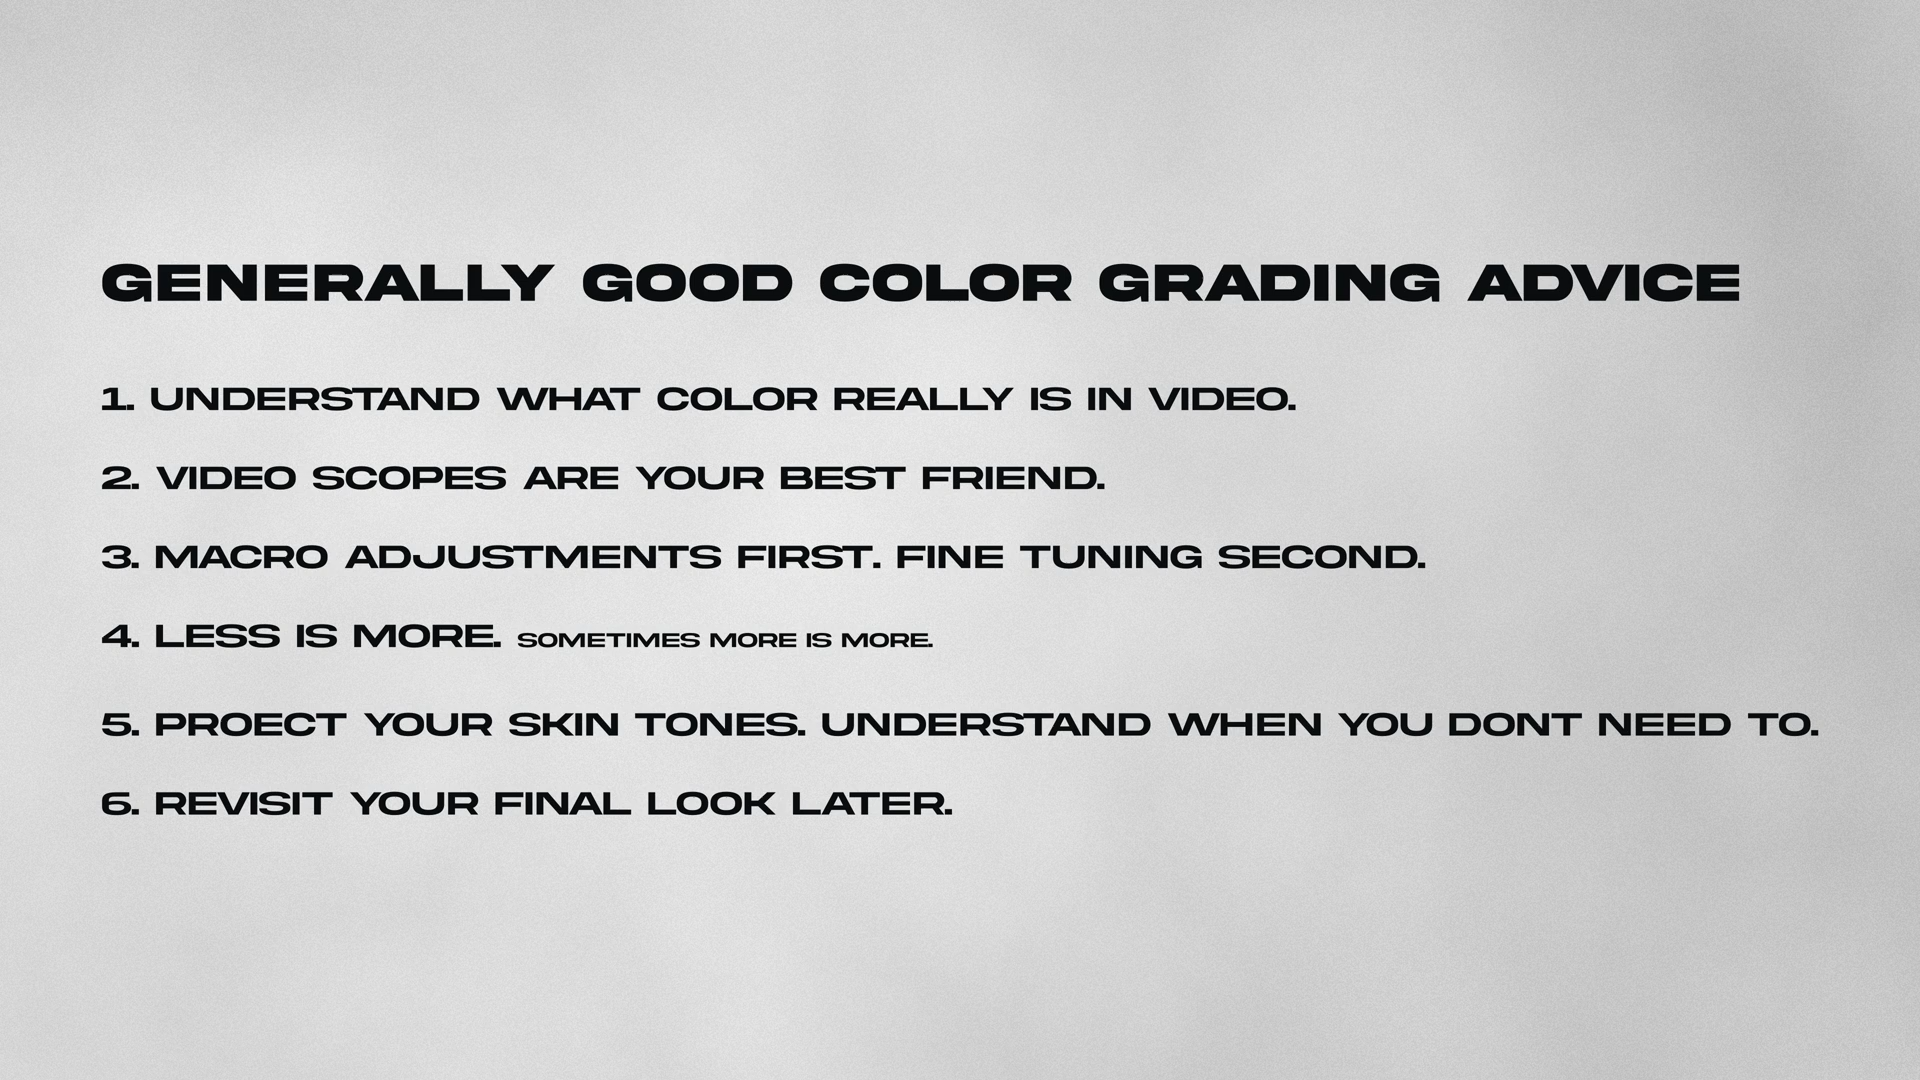 GENERALLY GOOD COLOR GRADING ADVICE
1. UNDERSTAND WHAT COLOR REALLY IS IN VIDEO.
2. VIDEO SCOPES ARE YOUR BEST FRIEND.
3. MACRO ADJUSTMENTS FIRST. FINE TUNING SECOND.
4. LESS IS MORE. SOMETIMES MORE IS MORE.
5. PROECT YOUR SKIN TONES. UNDERSTAND WHEN YOU DONT NEED TO.
6. REVISIT YOUR FINAL LOOK LATER.